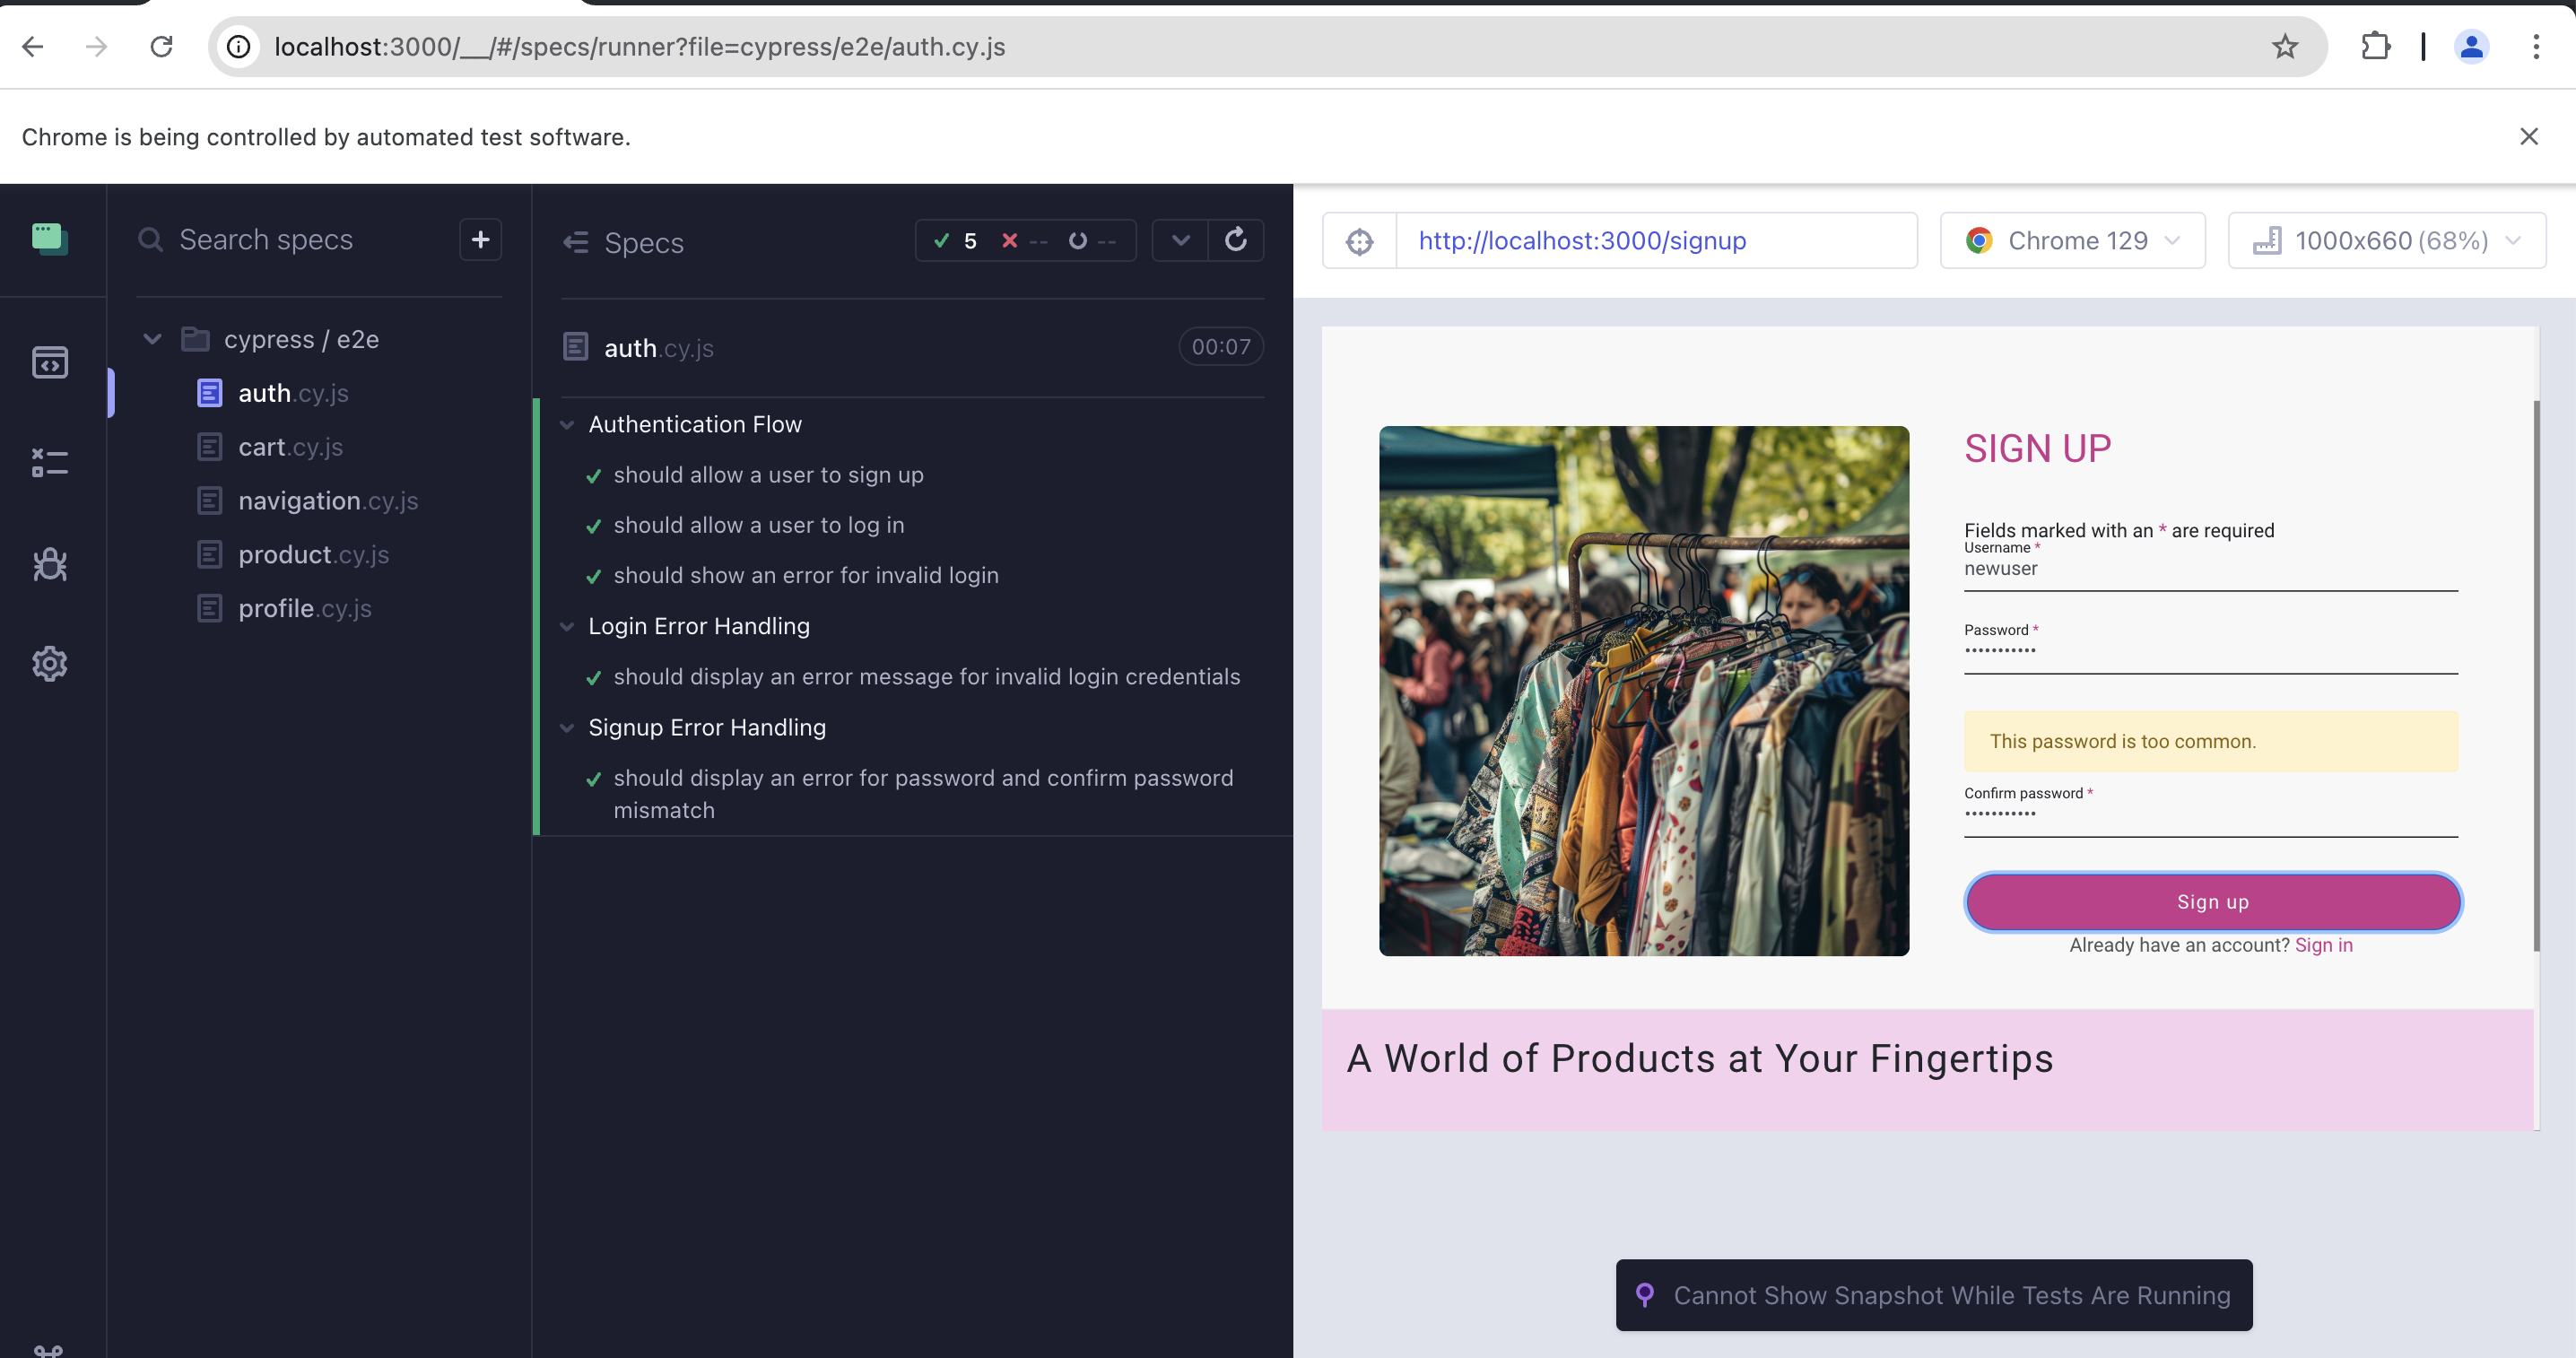 localhost:3000/__/#/specs/runner?file=cypress/e2e/auth.cy.js
Chrome is being controlled by automated test software.
Search specs
cypress / e2e
auth.cy.js
cart.cy.js
navigation.cy.js
product.cy.js
profile.cy.js
Specs
5 -- --
auth.cy.js 00:07
Authentication Flow
should allow a user to sign up
should allow a user to log in
should show an error for invalid login
Login Error Handling
should display an error message for invalid login credentials
Signup Error Handling
should display an error for password and confirm password
mismatch
http://localhost:3000/signup
Chrome 129
1000x660 (68%)
SIGN UP
Fields marked with an * are required
Username *
newuser
Password *
•••••••••••
This password is too common.
Confirm password *
•••••••••••
Sign up
Already have an account? Sign in
A World of Products at Your Fingertips
Cannot Show Snapshot While Tests Are Running